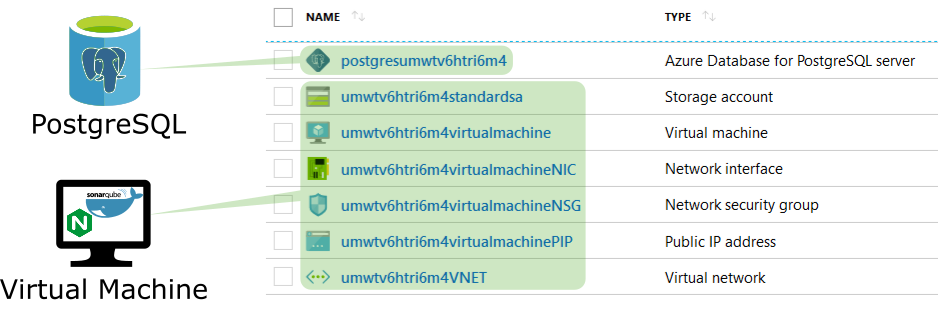 PostgreSQL
sonarqube
N
Virtual Machine
NAME TYPE
postgresumwtv6htri6m4 Azure Database for PostgreSQL server
umwtv6htri6m4standardsa Storage account
umwtv6htri6m4virtualmachine Virtual machine
umwtv6htri6m4virtualmachineNIC Network interface
umwtv6htri6m4virtualmachineNSG Network security group
umwtv6htri6m4virtualmachinePIP Public IP address
umwtv6htri6m4VNET Virtual network